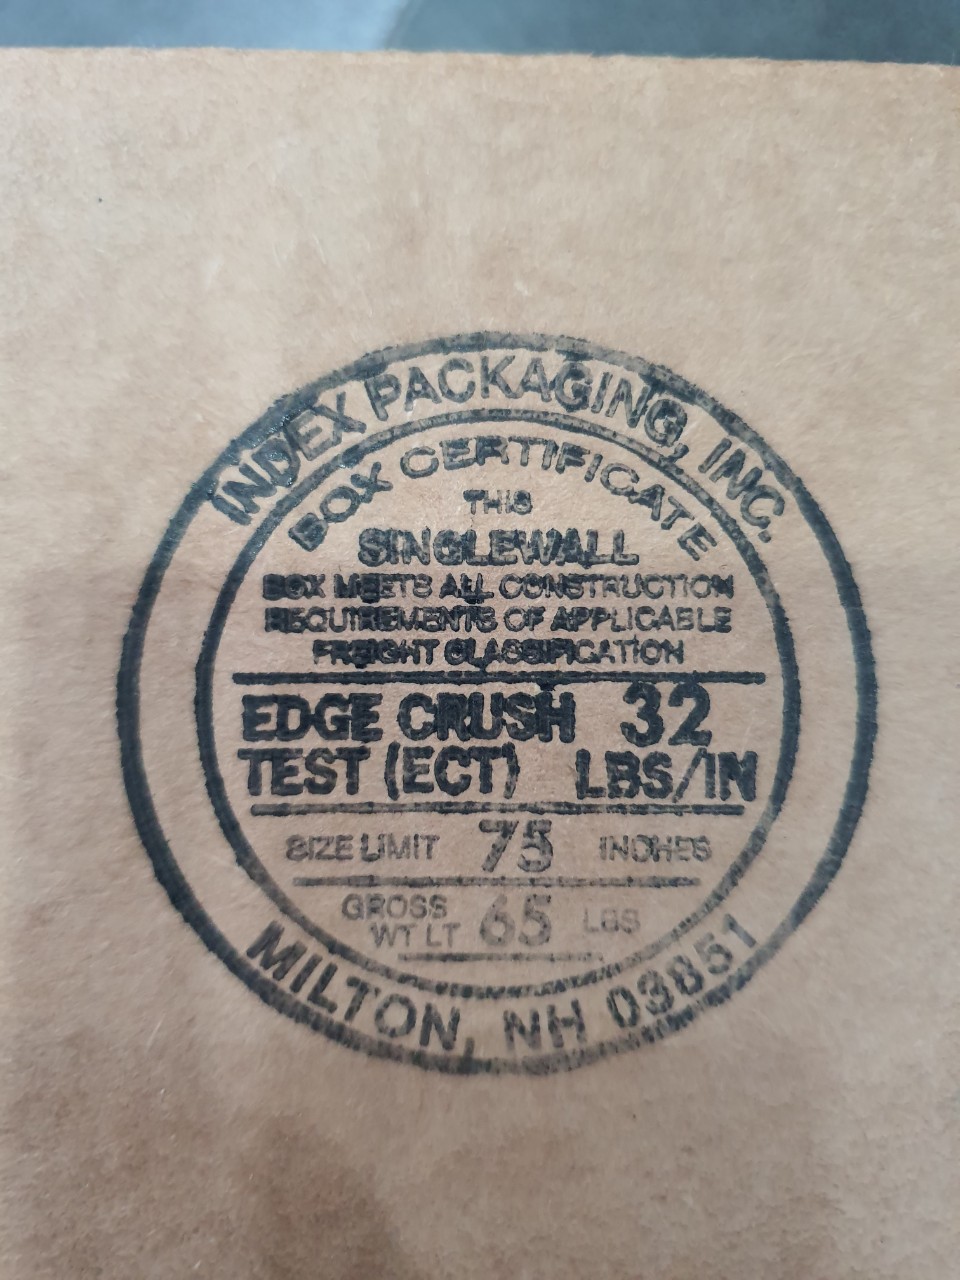 INDEX PACKAGING, INC.
BOX CERTIFICATE
THIS
SINGLEWALL
BOX MEETS ALL CONSTRUCTION
REQUIREMENTS OF APPLICABLE
FREIGHT CLASSIFICATION
EDGE CRUSH 32
TEST (ECT) LBS/IN
SIZE LIMIT 75 INCHES
GROSS
WT LT 65 LBS
MILTON, NH 03851